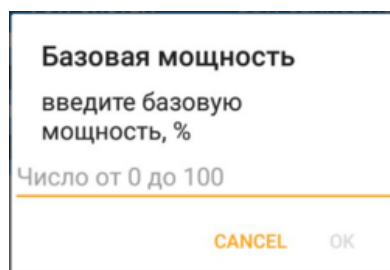 Базовая мощность
введите базовую
мощность, %
Число от 0 до 100
CANCEL OK